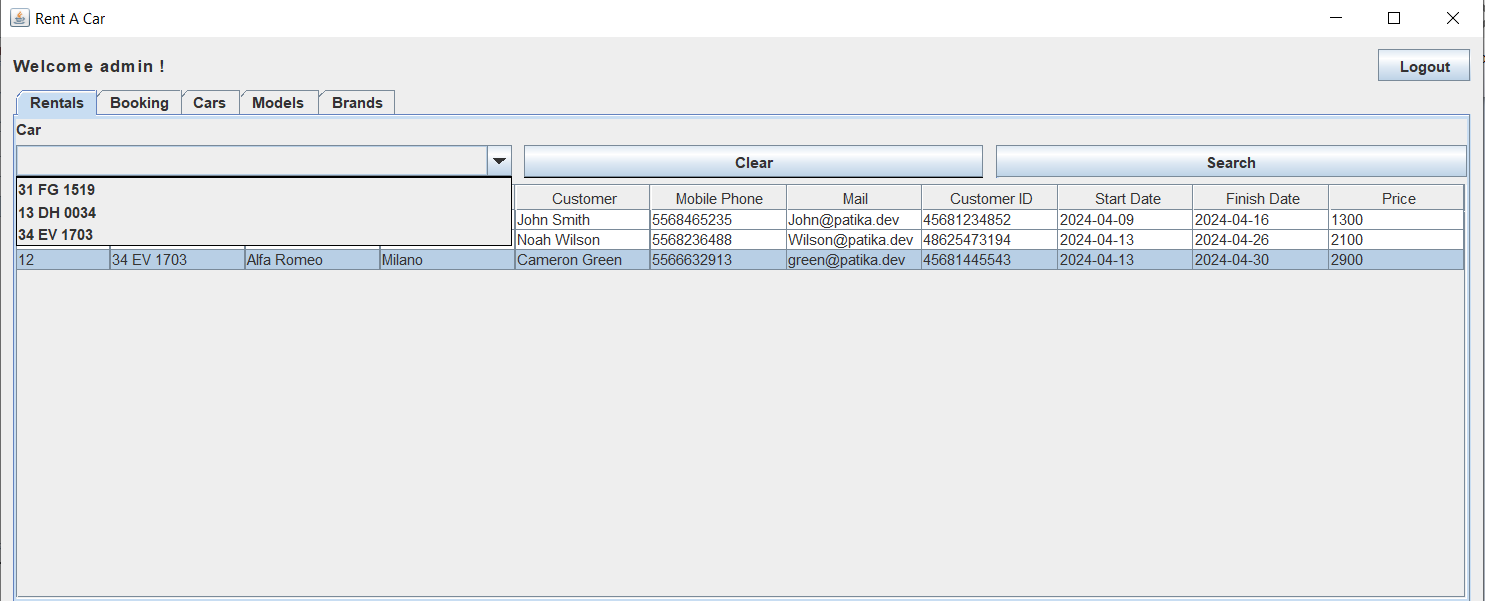 Rent A Car
Welcome admin !
Logout
Rentals Booking Cars Models Brands
Car
Clear Search
31 FG 1519
13 DH 0034
34 EV 1703
Customer Mobile Phone Mail Customer ID Start Date Finish Date Price
John Smith 5568465235 John@patika.dev 45681234852 2024-04-09 2024-04-16 1300
Noah Wilson 5568236488 Wilson@patika.dev 48625473194 2024-04-13 2024-04-26 2100
12 34 EV 1703 Alfa Romeo Milano Cameron Green 5566632913 green@patika.dev 45681445543 2024-04-13 2024-04-30 2900